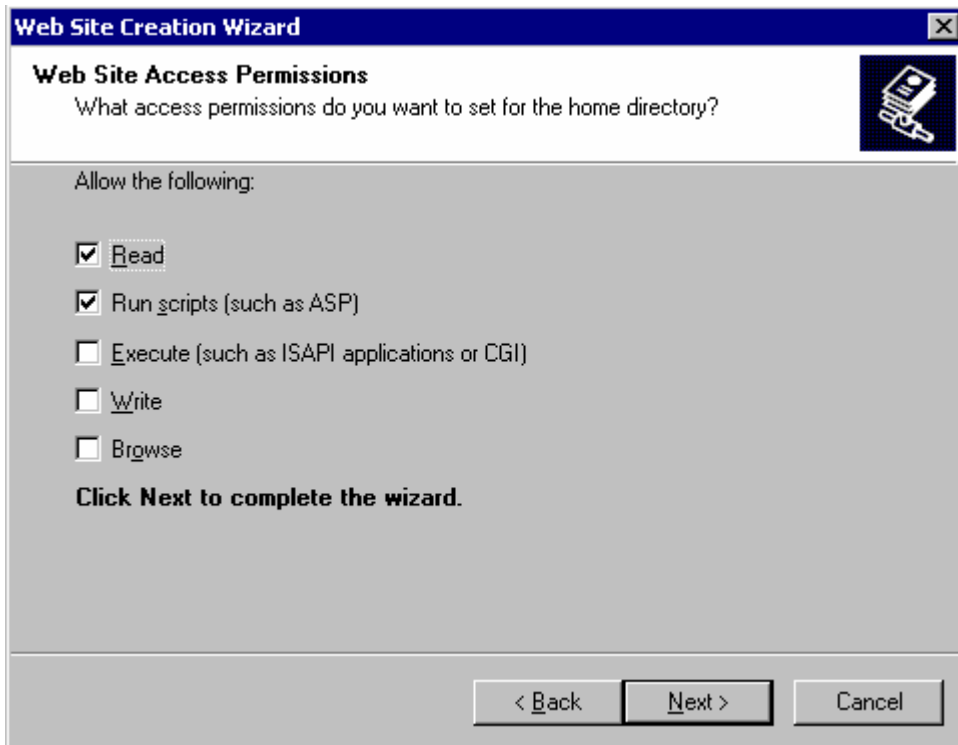 Web Site Creation Wizard
Web Site Access Permissions
What access permissions do you want to set for the home directory?
Allow the following:
Read
Run scripts (such as ASP)
Execute (such as ISAPI applications or CGI)
Write
Browse
Click Next to complete the wizard.
< Back Next > Cancel